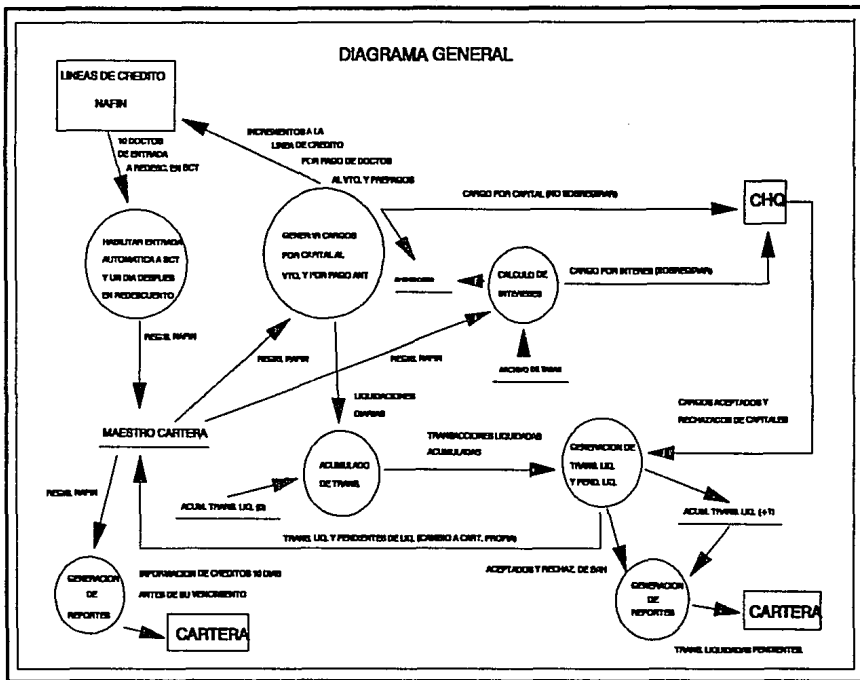 DIAGRAMA GENERAL
LINEAS DE CREDITO
NAFIN
10 DOCTOS
DE ENTRADA
A REDESC. EN SCT
INCREMENTOS A LA
LINEA DE CREDITO
POR PAGO DE DOCTOS
AL VTO. Y PREPAGOS
CARGO POR CAPITAL (NO SOBREGIRAR)
CHQ
HABILITAR ENTRADA
AUTOMATICA A SCT
Y UN DIA DESPUES
EN REDESCUENTO
GENERAR CARGOS
POR CAPITAL AL
VTO. Y POR PAGO ANT
CALCULO DE
INTERESES
CARGO POR INTERES (SOBREGIRAR)
REGIS. NAFIN
REGIS. NAFIN
REGIS. NAFIN
ARCHIVO DE TASAS
LIQUIDACIONES
DIARIAS
CARGOS ACEPTADOS Y
RECHAZADOS DE CAPITALES
MAESTRO CARTERA
TRANSACCIONES LIQUIDADAS
ACUMULADAS
GENERACION DE
TRANS. LIQ.
Y PEND. LIQ.
ACUMULADO
DE TRANS.
REGIS. NAFIN
ACUM. TRANS. LIQ. (0)
ACUM. TRANS. LIQ. (+1)
TRANS. LIQ. Y PENDIENTES DE LIQ. (CAMBIO A CART. PROPIA)
GENERACION
DE
REPORTES
INFORMACION DE CREDITOS 10 DIAS
ANTES DE SU VENCIMIENTO
CARTERA
ACEPTADOS Y RECHAZ. DE
GENERACION
DE
REPORTES
CARTERA
TRANS. LIQUIDADAS PENDIENTES.